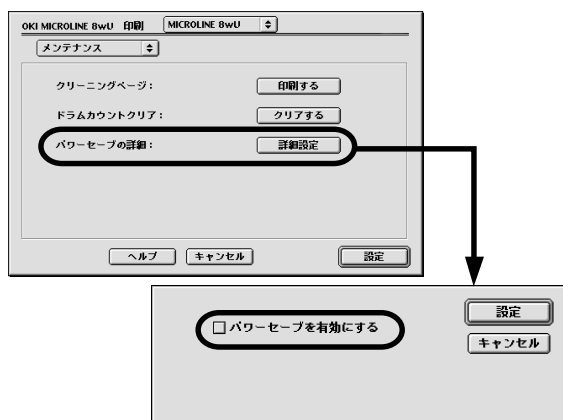 OKI MICROLINE 8wU 印刷 MICROLINE 8wU
メンテナンス
クリーニングページ： 印刷する
ドラムカウントクリア： クリアする
パワーセーブの詳細： 詳細設定
ヘルプ キャンセル 設定
パワーセーブを有効にする 設定
キャンセル